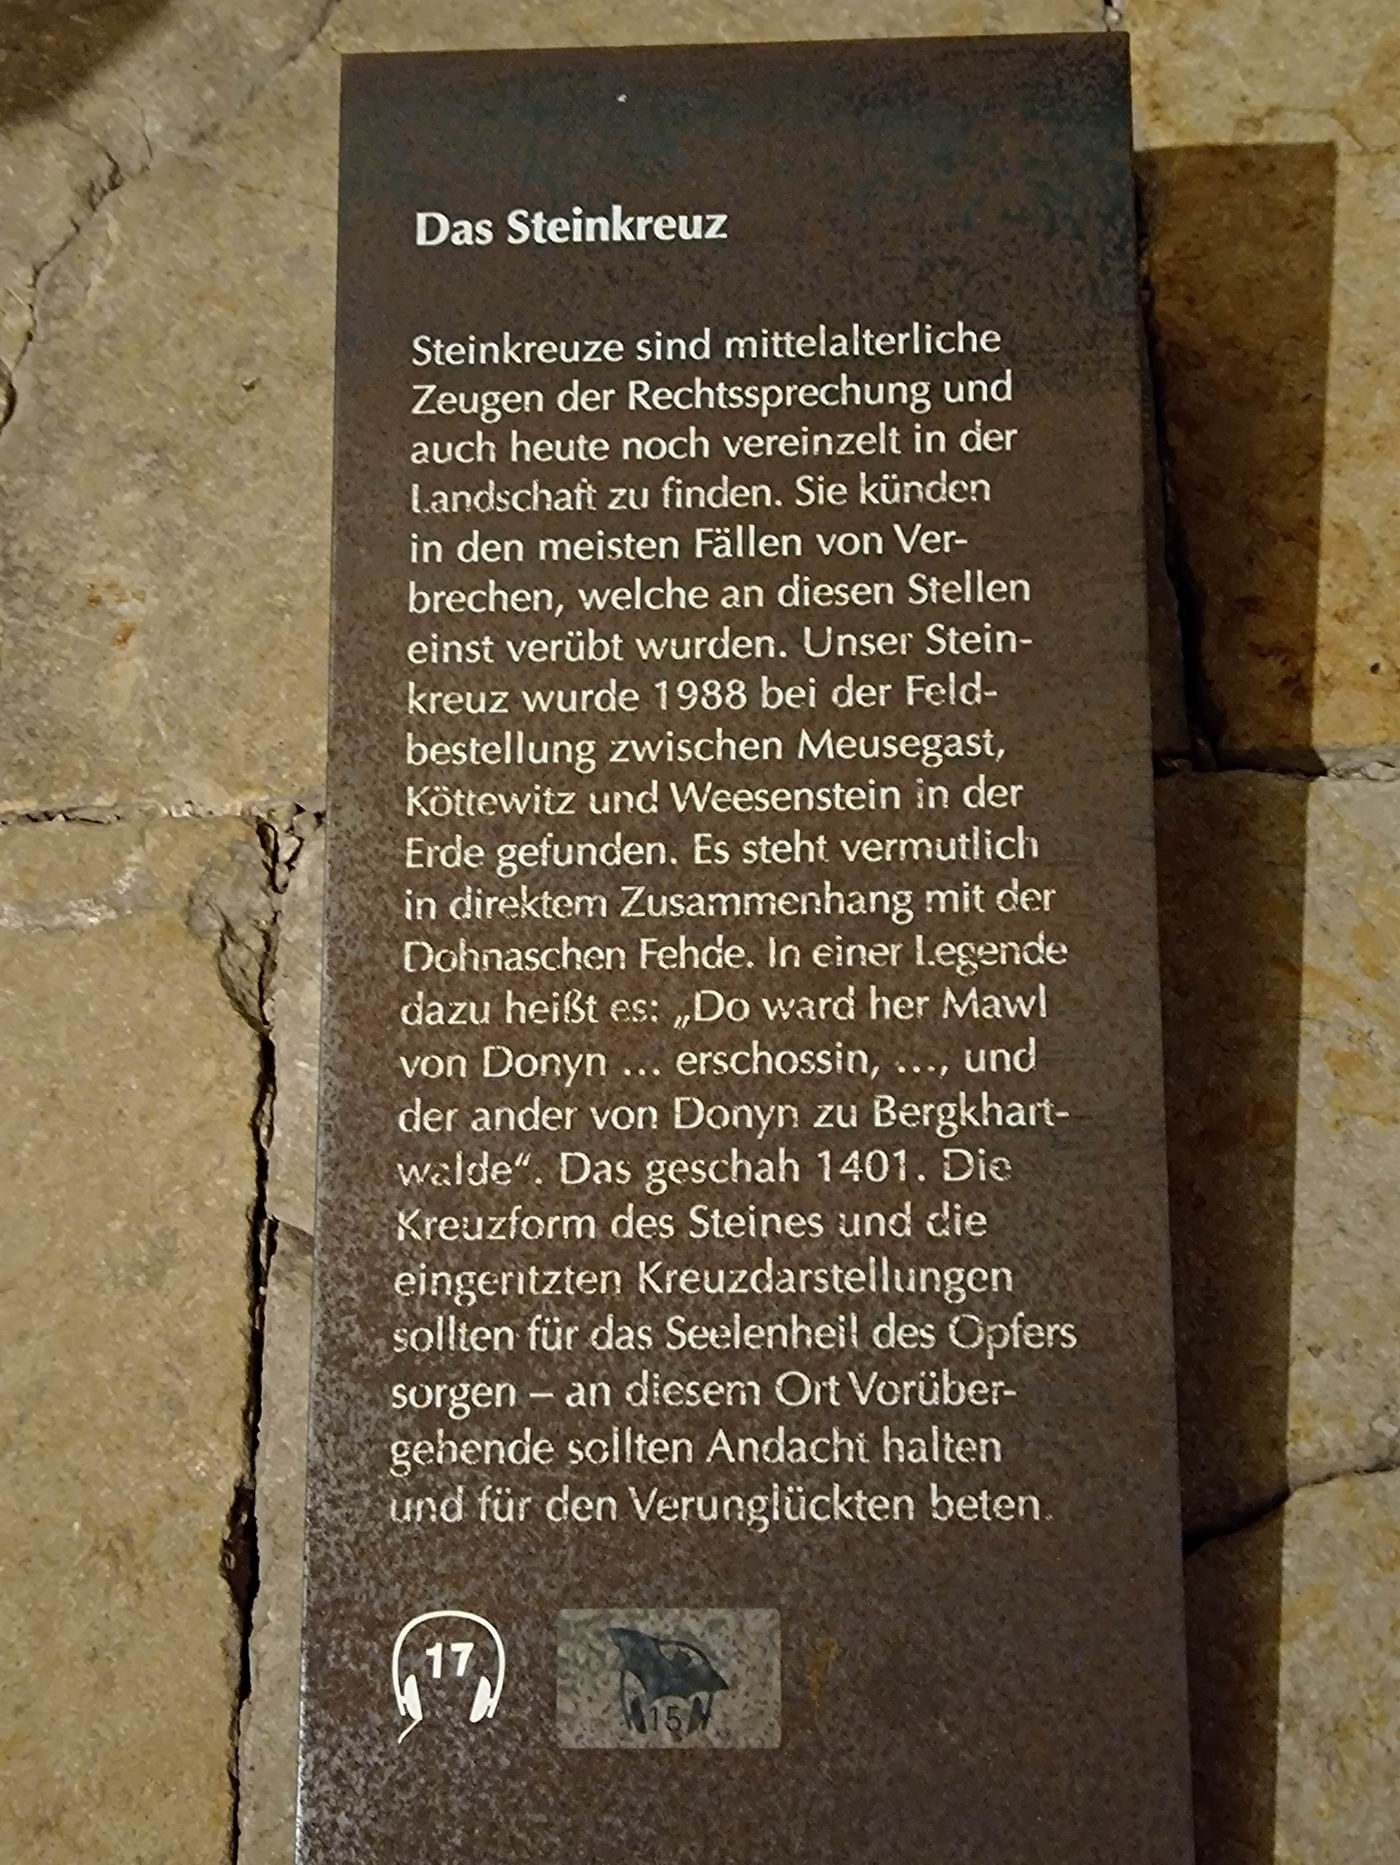 Das Steinkreuz
Steinkreuze sind mittelalterliche
Zeugen der Rechtssprechung und
auch heute noch vereinzelt in der
Landschaft zu finden. Sie künden
in den meisten Fällen von Ver-
brechen, welche an diesen Stellen
einst verübt wurden. Unser Stein-
kreuz wurde 1988 bei der Feld-
bestellung zwischen Meusegast,
Köttewitz und Weesenstein in der
Erde gefunden. Es steht vermutlich
in direktem Zusammenhang mit der
Dohnaschen Fehde. In einer Legende
dazu heißt es: „Do ward her Mawl
von Donyn ... erschossin, ..., und
der ander von Donyn zu Bergkhart-
walde“. Das geschah 1401. Die
Kreuzform des Steines und die
eingeritzten Kreuzdarstellungen
sollten für das Seelenheil des Opfers
sorgen – an diesem Ort Vorüber-
gehende sollten Andacht halten
und für den Verunglückten beten.
17
15